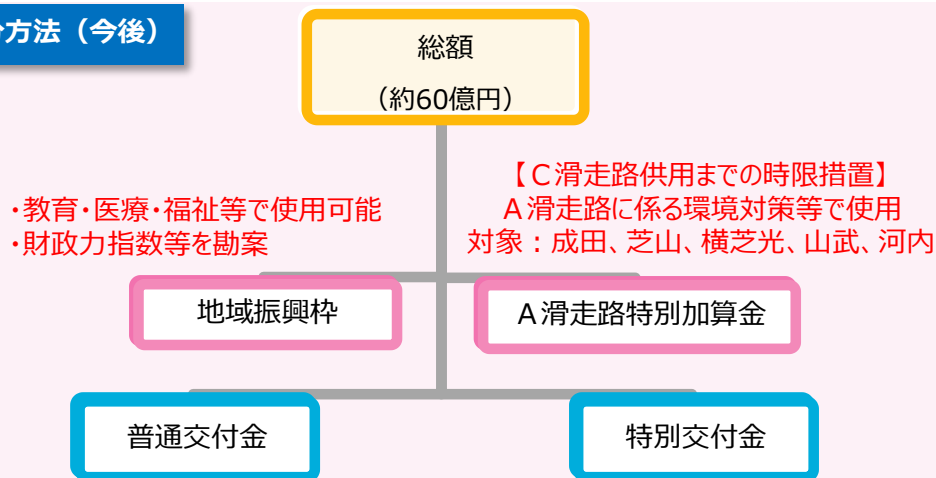 方法（今後）
総額
（約60億円）
・教育・医療・福祉等で使用可能
・財政力指数等を勘案
【Ｃ滑走路供用までの時限措置】
Ａ滑走路に係る環境対策等で使用
対象：成田、芝山、横芝光、山武、河内
地域振興枠
Ａ滑走路特別加算金
普通交付金
特別交付金